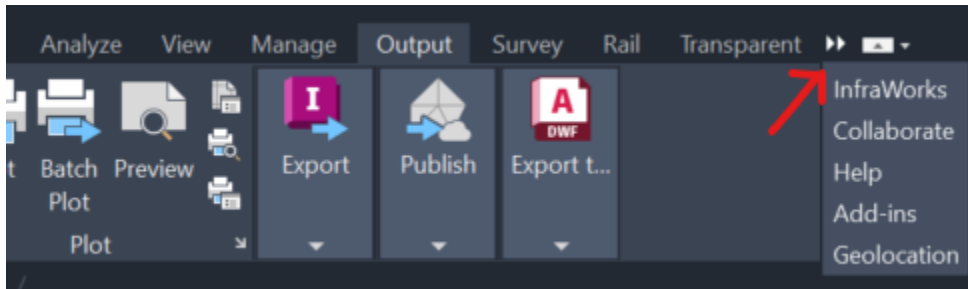 Analyze View Manage Output Survey Rail Transparent
InfraWorks
Collaborate
Help
Add-ins
Geolocation
t Batch Plot
Preview
Plot
I
Export
Publish
A
DWF
Export t...